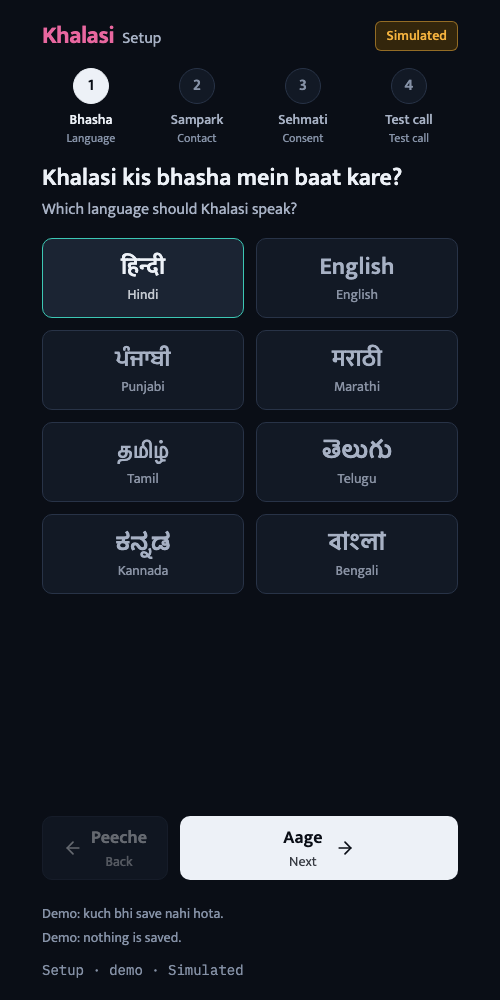 Khalasi Setup
Simulated
1 2 3 4
Bhasha Sampark Sehmati Test call
Language Contact Consent Test call
Khalasi kis bhasha mein baat kare?
Which language should Khalasi speak?
हिन्दी English
Hindi English
ਪੰਜਾਬੀ मराठी
Punjabi Marathi
தமிழ் తెలుగు
Tamil Telugu
ಕನ್ನಡ বাংলা
Kannada Bengali
← Peeche Aage →
Back Next
Demo: kuch bhi save nahi hota.
Demo: nothing is saved.
Setup · demo · Simulated